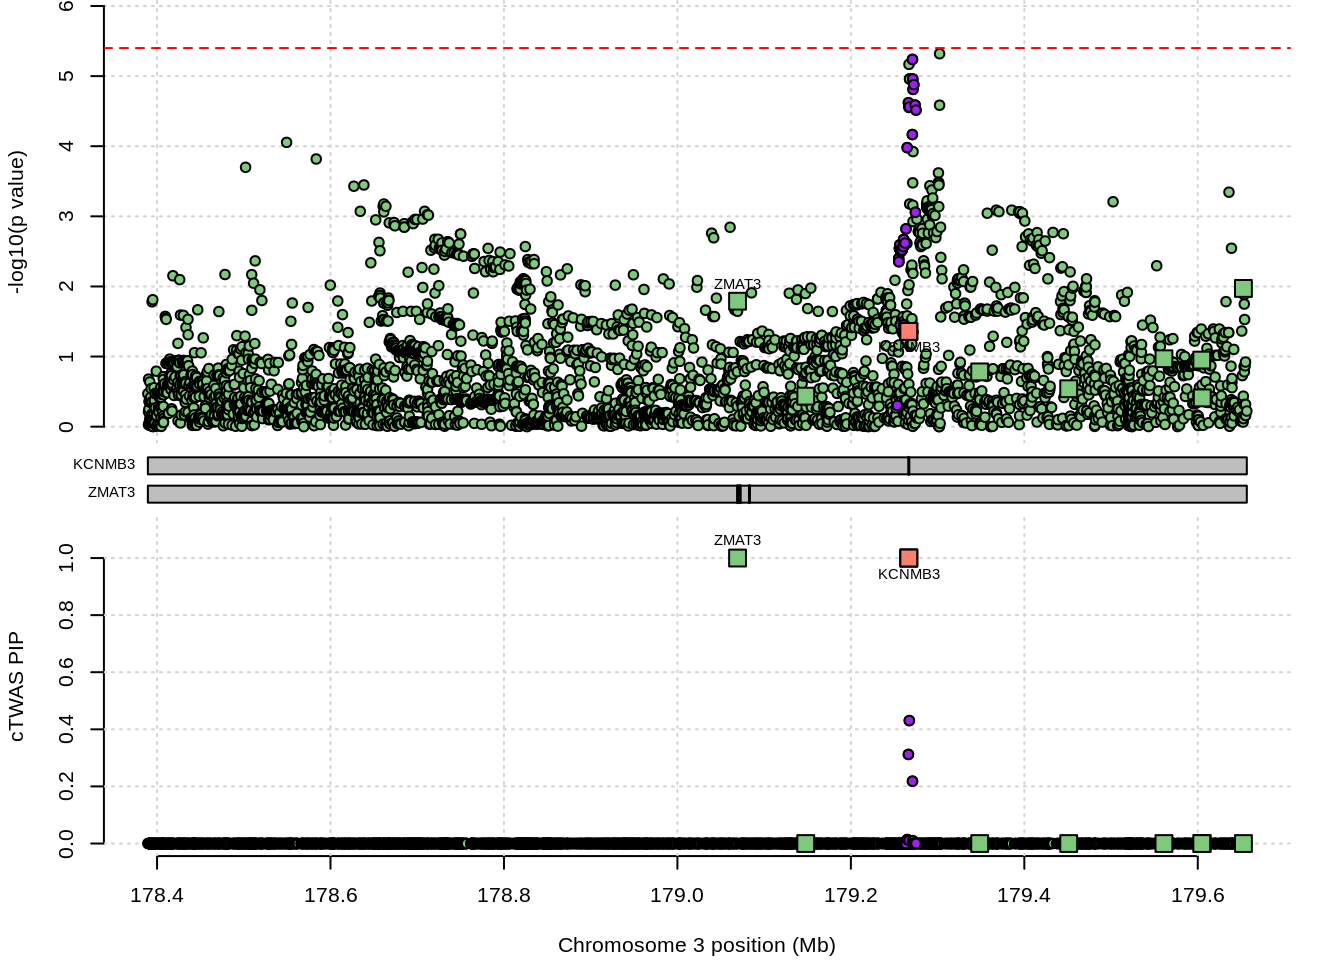 6
5
4
3
2
1
0
-log10(p value)
ZMAT3
KCNMB3
KCNMB3
ZMAT3
ZMAT3
KCNMB3
1.0
0.8
0.6
0.4
0.2
0.0
cTWAS PIP
178.4 178.6 178.8 179.0 179.2 179.4 179.6
Chromosome 3 position (Mb)